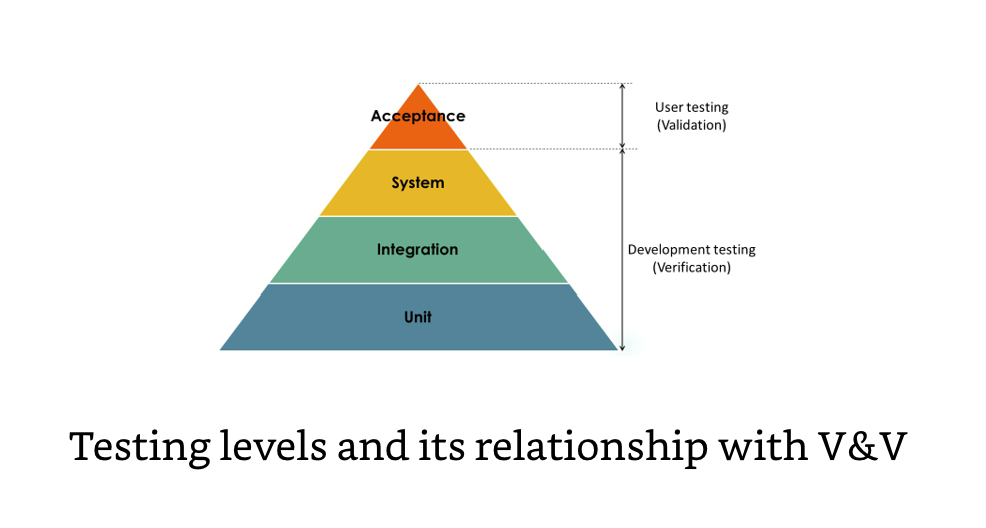 Acceptance
User testing
(Validation)
System
Integration
Development testing
(Verification)
Unit
Testing levels and its relationship with V&V